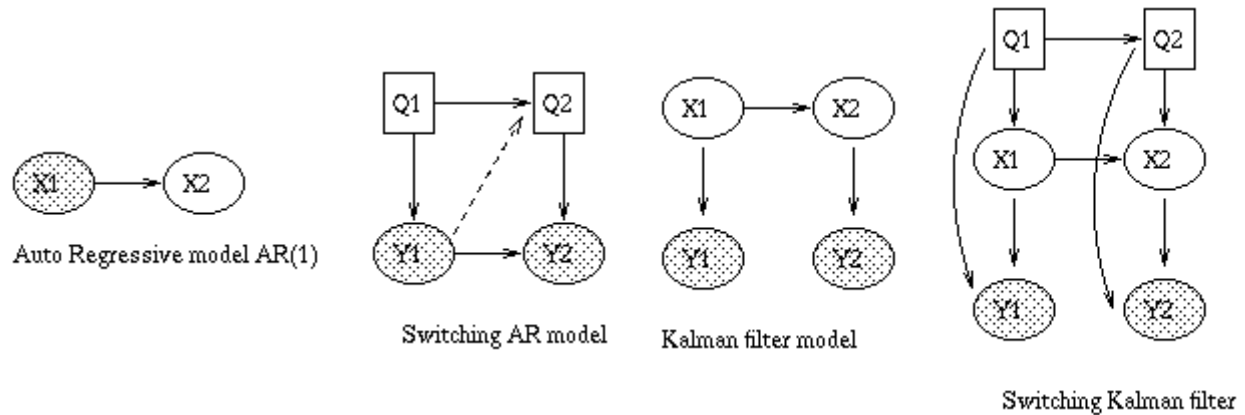 X1
X2
Auto Regressive model AR(1)
Q1
Q2
Y1
Y2
Switching AR model
X1
X2
Y1
Y2
Kalman filter model
Q1
Q2
X1
X2
Y1
Y2
Switching Kalman filter